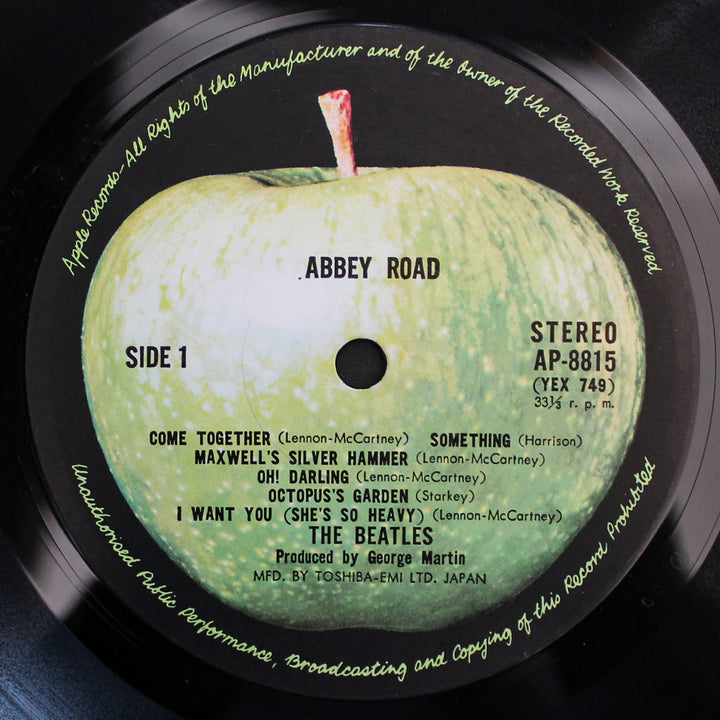 Apple Records-All Rights of the Manufacturer and of the Owner of the Recorded Work Reserved
ABBEY ROAD
SIDE 1
STEREO
AP-8815
(YEX 749)
33⅓ r. p. m.
COME TOGETHER (Lennon-McCartney) SOMETHING (Harrison)
MAXWELL'S SILVER HAMMER (Lennon-McCartney)
OH! DARLING (Lennon-McCartney)
OCTOPUS'S GARDEN (Starkey)
I WANT YOU (SHE'S SO HEAVY) (Lennon-McCartney)
THE BEATLES
Produced by George Martin
MFD. BY TOSHIBA-EMI LTD. JAPAN
Unauthorised Public Performance, Broadcasting and Copying of this Record Prohibited